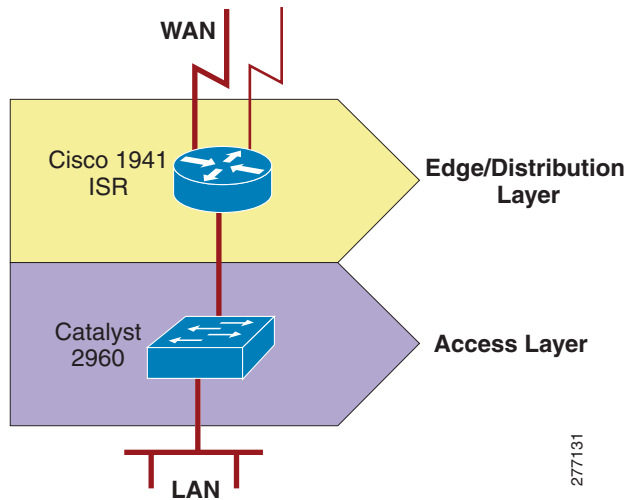 WAN
Cisco 1941
ISR
Edge/Distribution
Layer
Catalyst
2960
Access Layer
LAN
277131